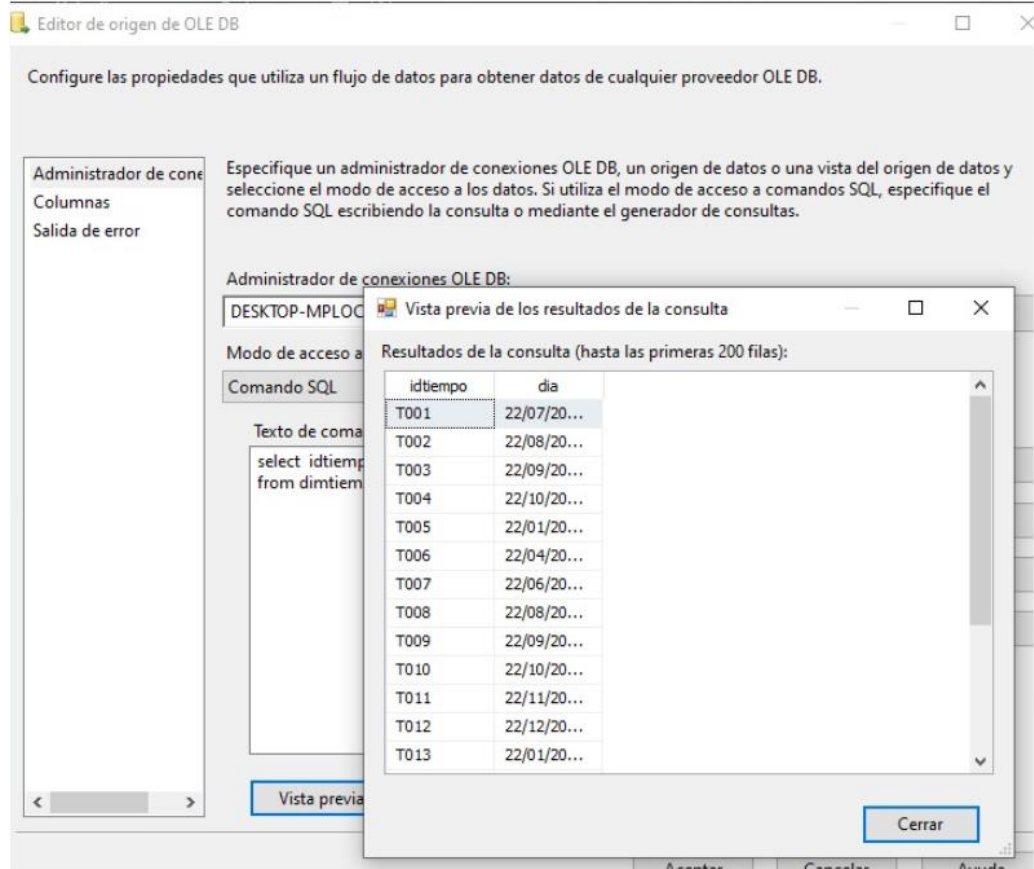 Editor de origen de OLE DB
Configure las propiedades que utiliza un flujo de datos para obtener datos de cualquier proveedor OLE DB.
Administrador de cone
Columnas
Salida de error
Especifique un administrador de conexiones OLE DB, un origen de datos o una vista del origen de datos y
seleccione el modo de acceso a los datos. Si utiliza el modo de acceso a comandos SQL, especifique el
comando SQL escribiendo la consulta o mediante el generador de consultas.
Administrador de conexiones OLE DB:
DESKTOP-MPLOC
Modo de acceso a
Comando SQL
Texto de coma
select idtiemp
from dimtiem
Vista previa
Vista previa de los resultados de la consulta
Resultados de la consulta (hasta las primeras 200 filas):
idtiempo dia
T001 22/07/20...
T002 22/08/20...
T003 22/09/20...
T004 22/10/20...
T005 22/01/20...
T006 22/04/20...
T007 22/06/20...
T008 22/08/20...
T009 22/09/20...
T010 22/10/20...
T011 22/11/20...
T012 22/12/20...
T013 22/01/20...
Cerrar
Aceptar Cancelar Ayuda